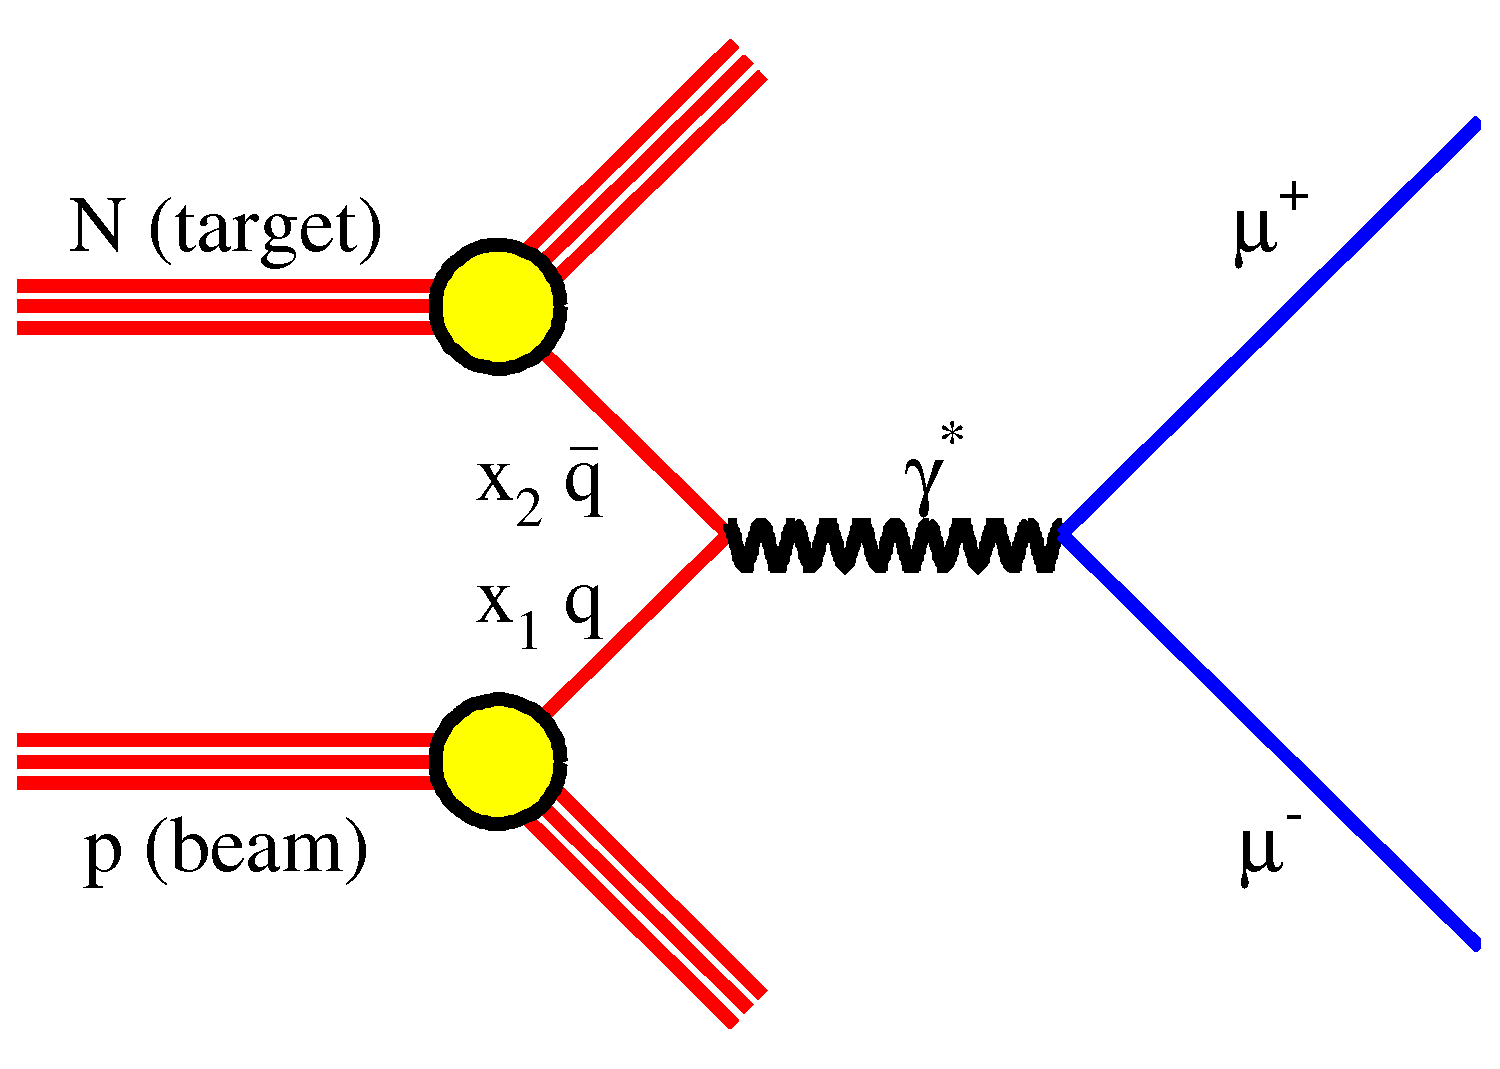 N (target)
μ⁺
γ*
x₂ q̄
x₁ q
p (beam)
μ⁻